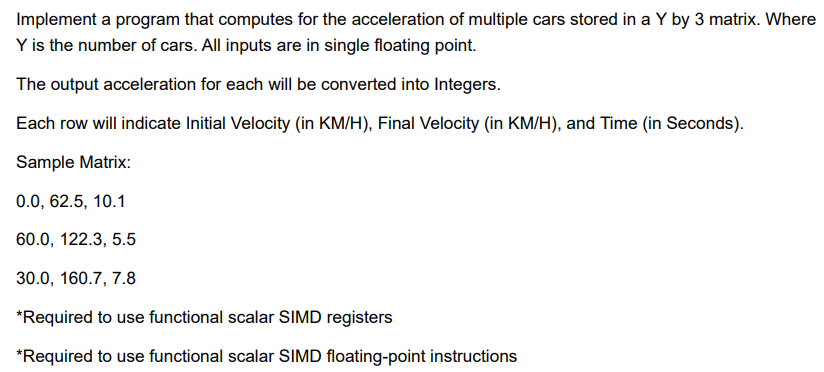 Implement a program that computes for the acceleration of multiple cars stored in a Y by 3 matrix. Where
Y is the number of cars. All inputs are in single floating point.
The output acceleration for each will be converted into Integers.
Each row will indicate Initial Velocity (in KM/H), Final Velocity (in KM/H), and Time (in Seconds).
Sample Matrix:
0.0, 62.5, 10.1
60.0, 122.3, 5.5
30.0, 160.7, 7.8
*Required to use functional scalar SIMD registers
*Required to use functional scalar SIMD floating-point instructions